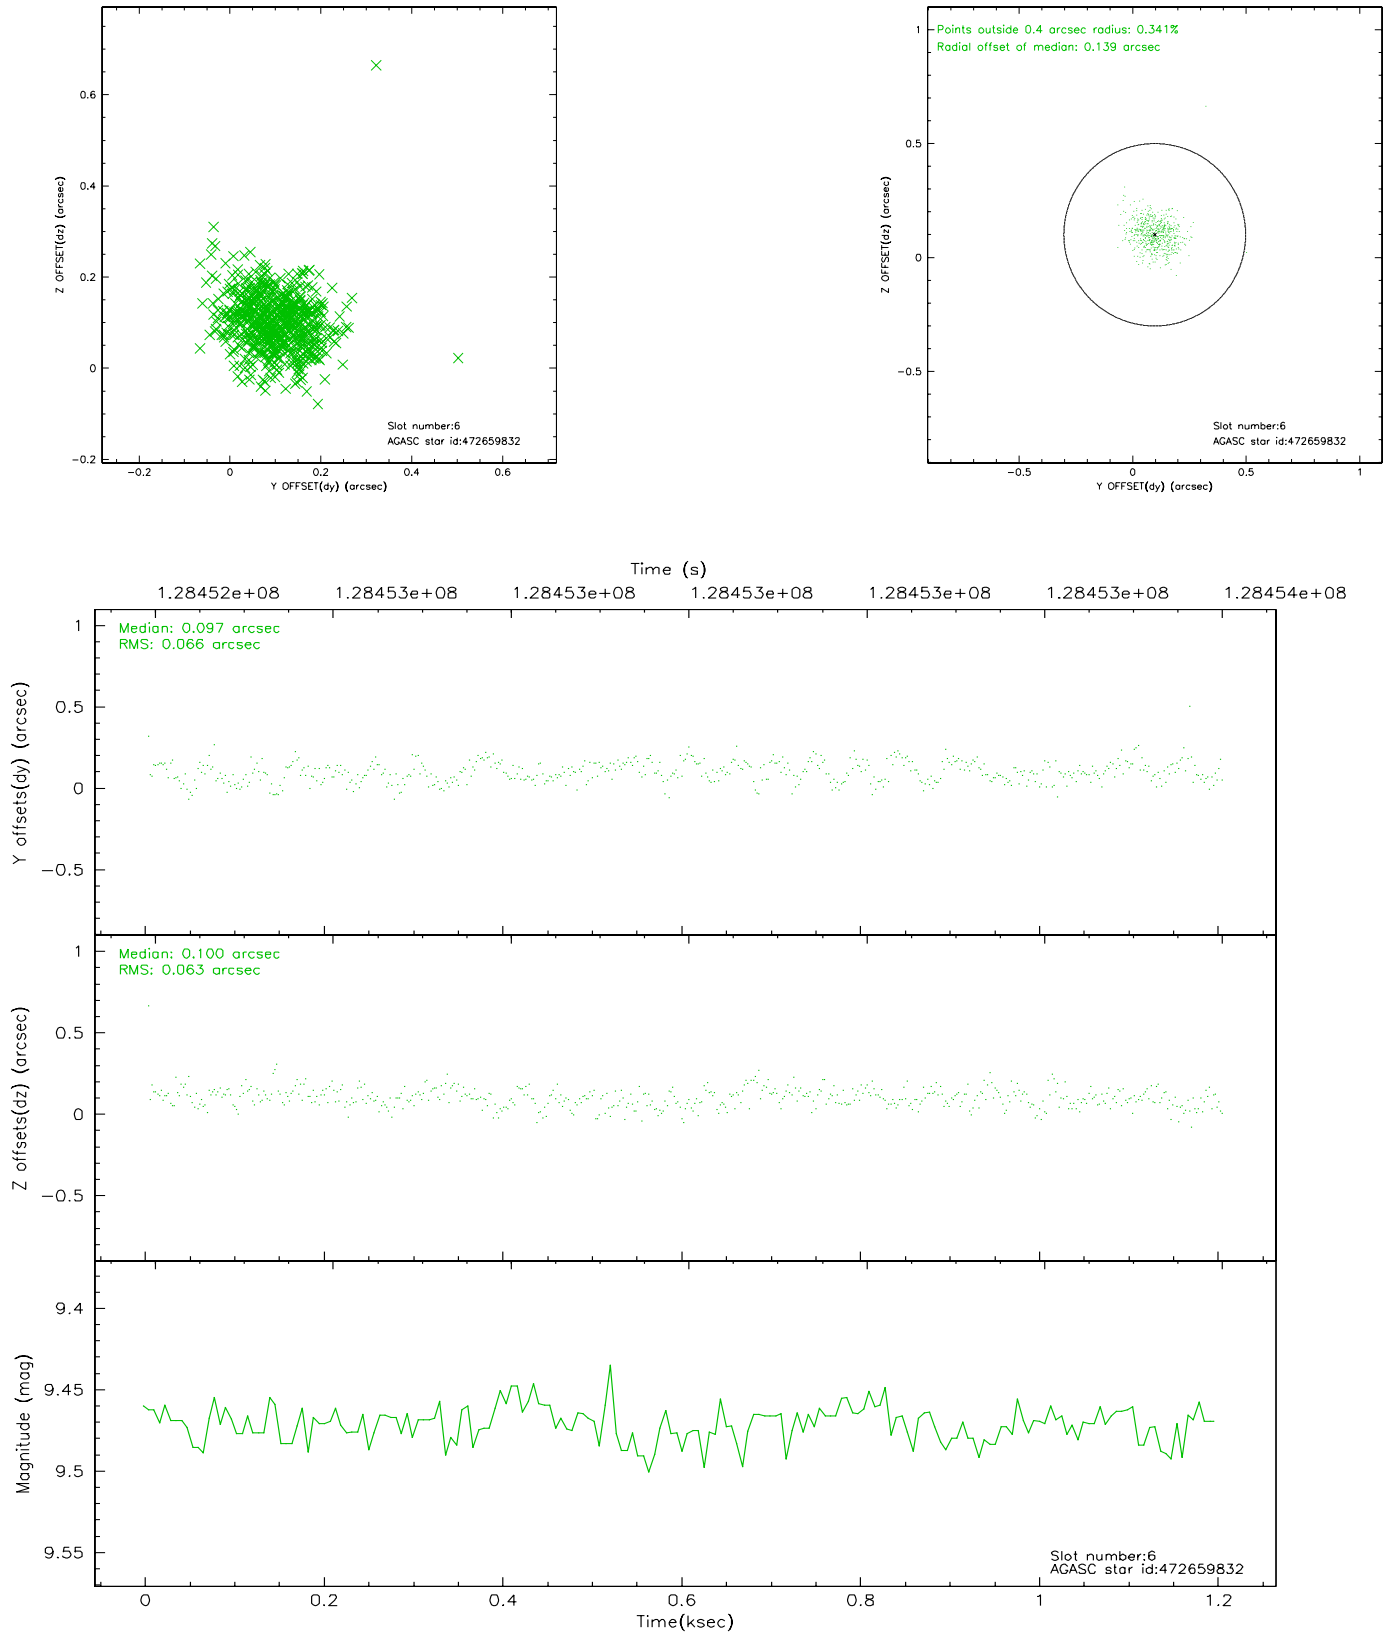 0.6
0.4
0.2
0
−0.2
Z OFFSET(dz) (arcsec)
Slot number:6
AGASC star id:472659832
−0.2 0 0.2 0.4 0.6
Y OFFSET(dy) (arcsec)
Points outside 0.4 arcsec radius: 0.341%
Radial offset of median: 0.139 arcsec
1
0.5
0
−0.5
Z OFFSET(dz) (arcsec)
Slot number:6
AGASC star id:472659832
−0.5 0 0.5 1
Y OFFSET(dy) (arcsec)
Time (s)
1.28452e+08 1.28453e+08 1.28453e+08 1.28453e+08 1.28453e+08 1.28453e+08 1.28454e+08
Median: 0.097 arcsec
RMS: 0.066 arcsec
1
0.5
0
−0.5
Y offsets(dy) (arcsec)
Median: 0.100 arcsec
RMS: 0.063 arcsec
1
0.5
0
−0.5
Z offsets(dz) (arcsec)
9.4
9.45
9.5
9.55
Magnitude (mag)
Slot number:6
AGASC star id:472659832
0 0.2 0.4 0.6 0.8 1 1.2
Time(ksec)